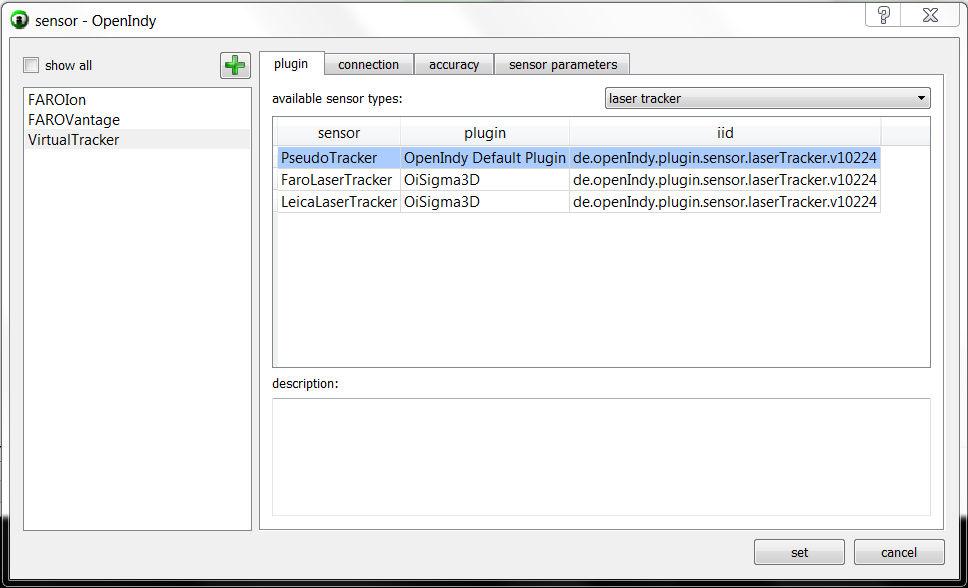 sensor - OpenIndy
show all
FAROIon
FAROVantage
VirtualTracker
plugin connection accuracy sensor parameters
available sensor types: laser tracker
sensor plugin iid
PseudoTracker OpenIndy Default Plugin de.openIndy.plugin.sensor.laserTracker.v10224
FaroLaserTracker OiSigma3D de.openIndy.plugin.sensor.laserTracker.v10224
LeicaLaserTracker OiSigma3D de.openIndy.plugin.sensor.laserTracker.v10224
description:
set cancel